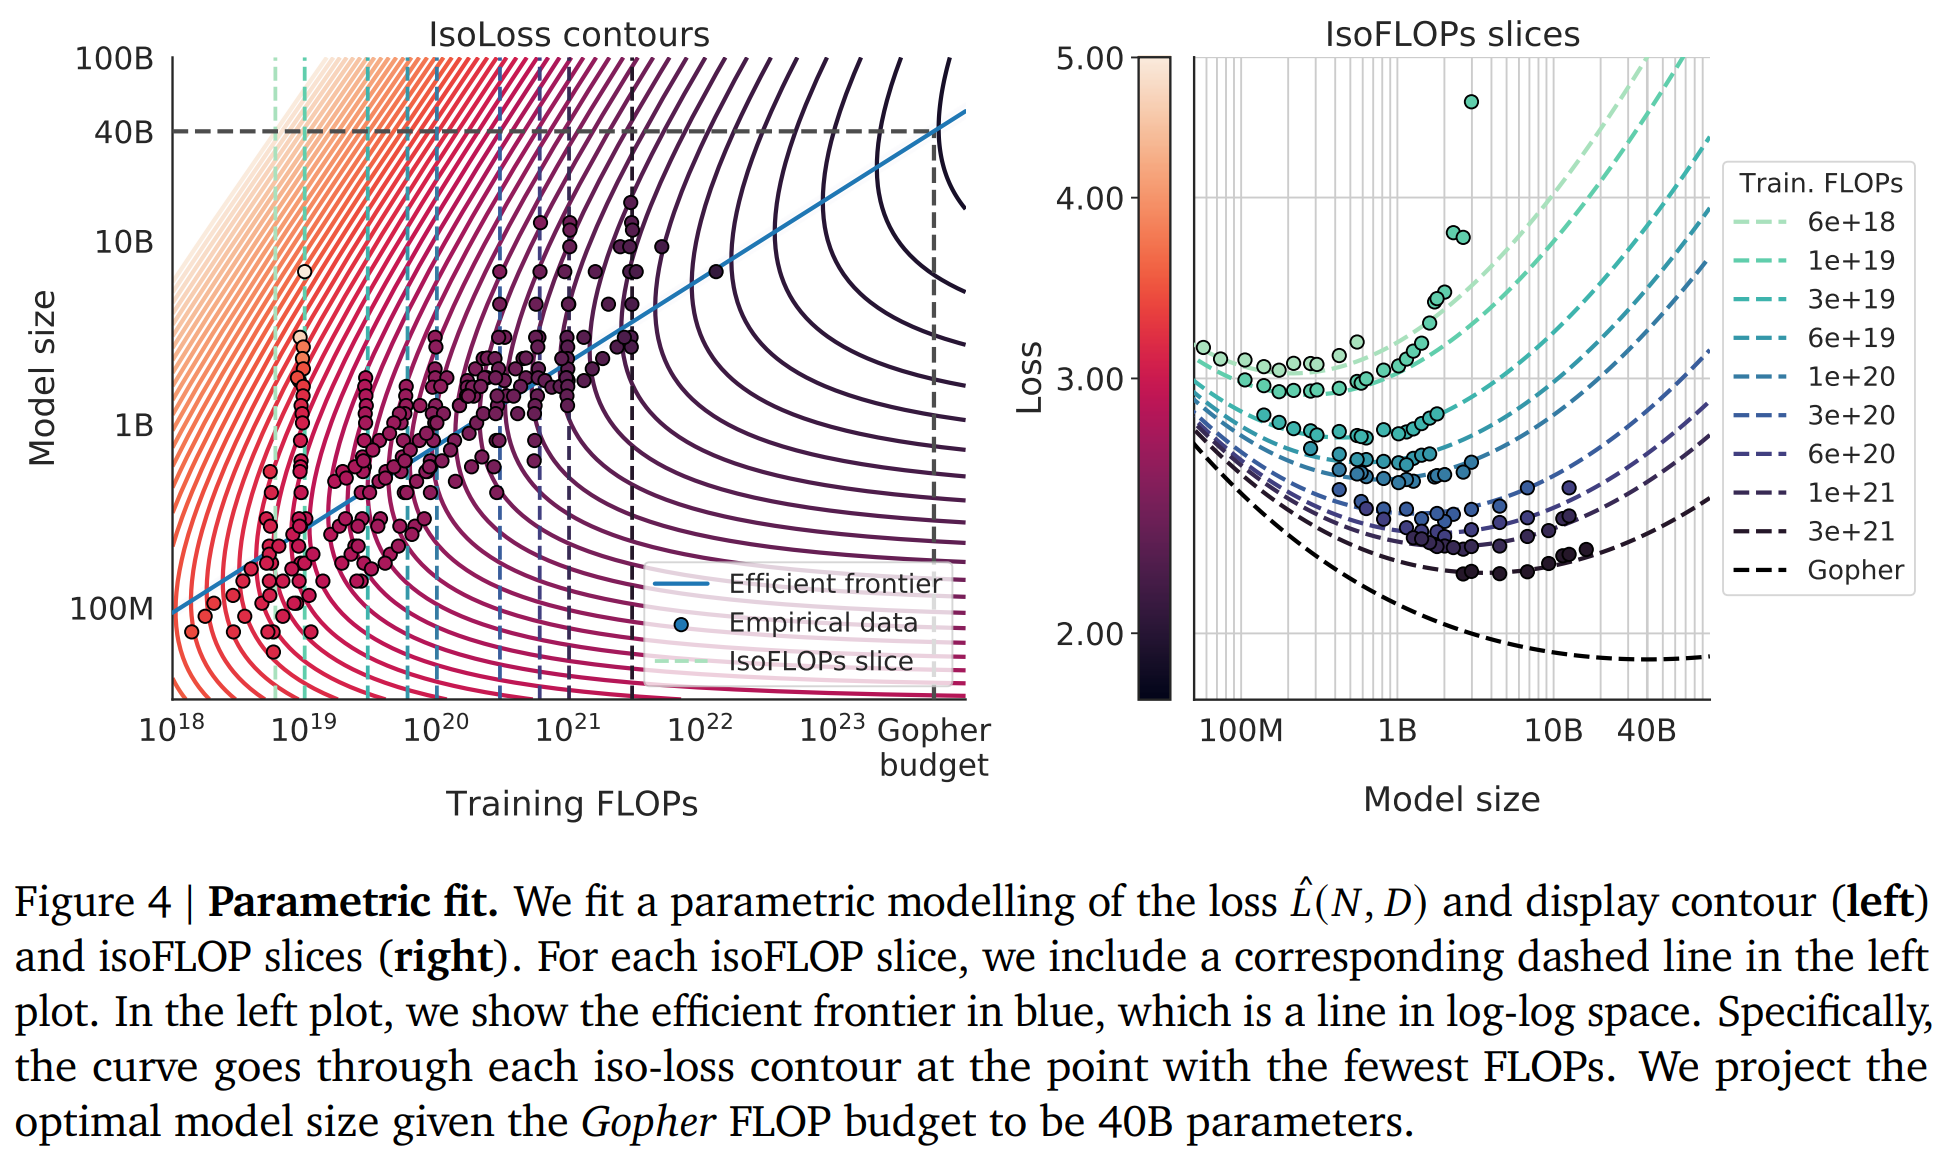 IsoLoss contours
100B
40B
10B
1B
100M
Model size
10^18
10^19
10^20
10^21
10^22
10^23
Gopher
budget
Training FLOPs
Efficient frontier
Empirical data
IsoFLOPs slice
5.00
4.00
3.00
2.00
Loss
IsoFLOPs slices
100M
1B
10B
40B
Model size
Train. FLOPs
6e+18
1e+19
3e+19
6e+19
1e+20
3e+20
6e+20
1e+21
3e+21
Gopher
Figure 4 | Parametric fit. We fit a parametric modelling of the loss L̂(N, D) and display contour (left)
and isoFLOP slices (right). For each isoFLOP slice, we include a corresponding dashed line in the left
plot. In the left plot, we show the efficient frontier in blue, which is a line in log-log space. Specifically,
the curve goes through each iso-loss contour at the point with the fewest FLOPs. We project the
optimal model size given the Gopher FLOP budget to be 40B parameters.